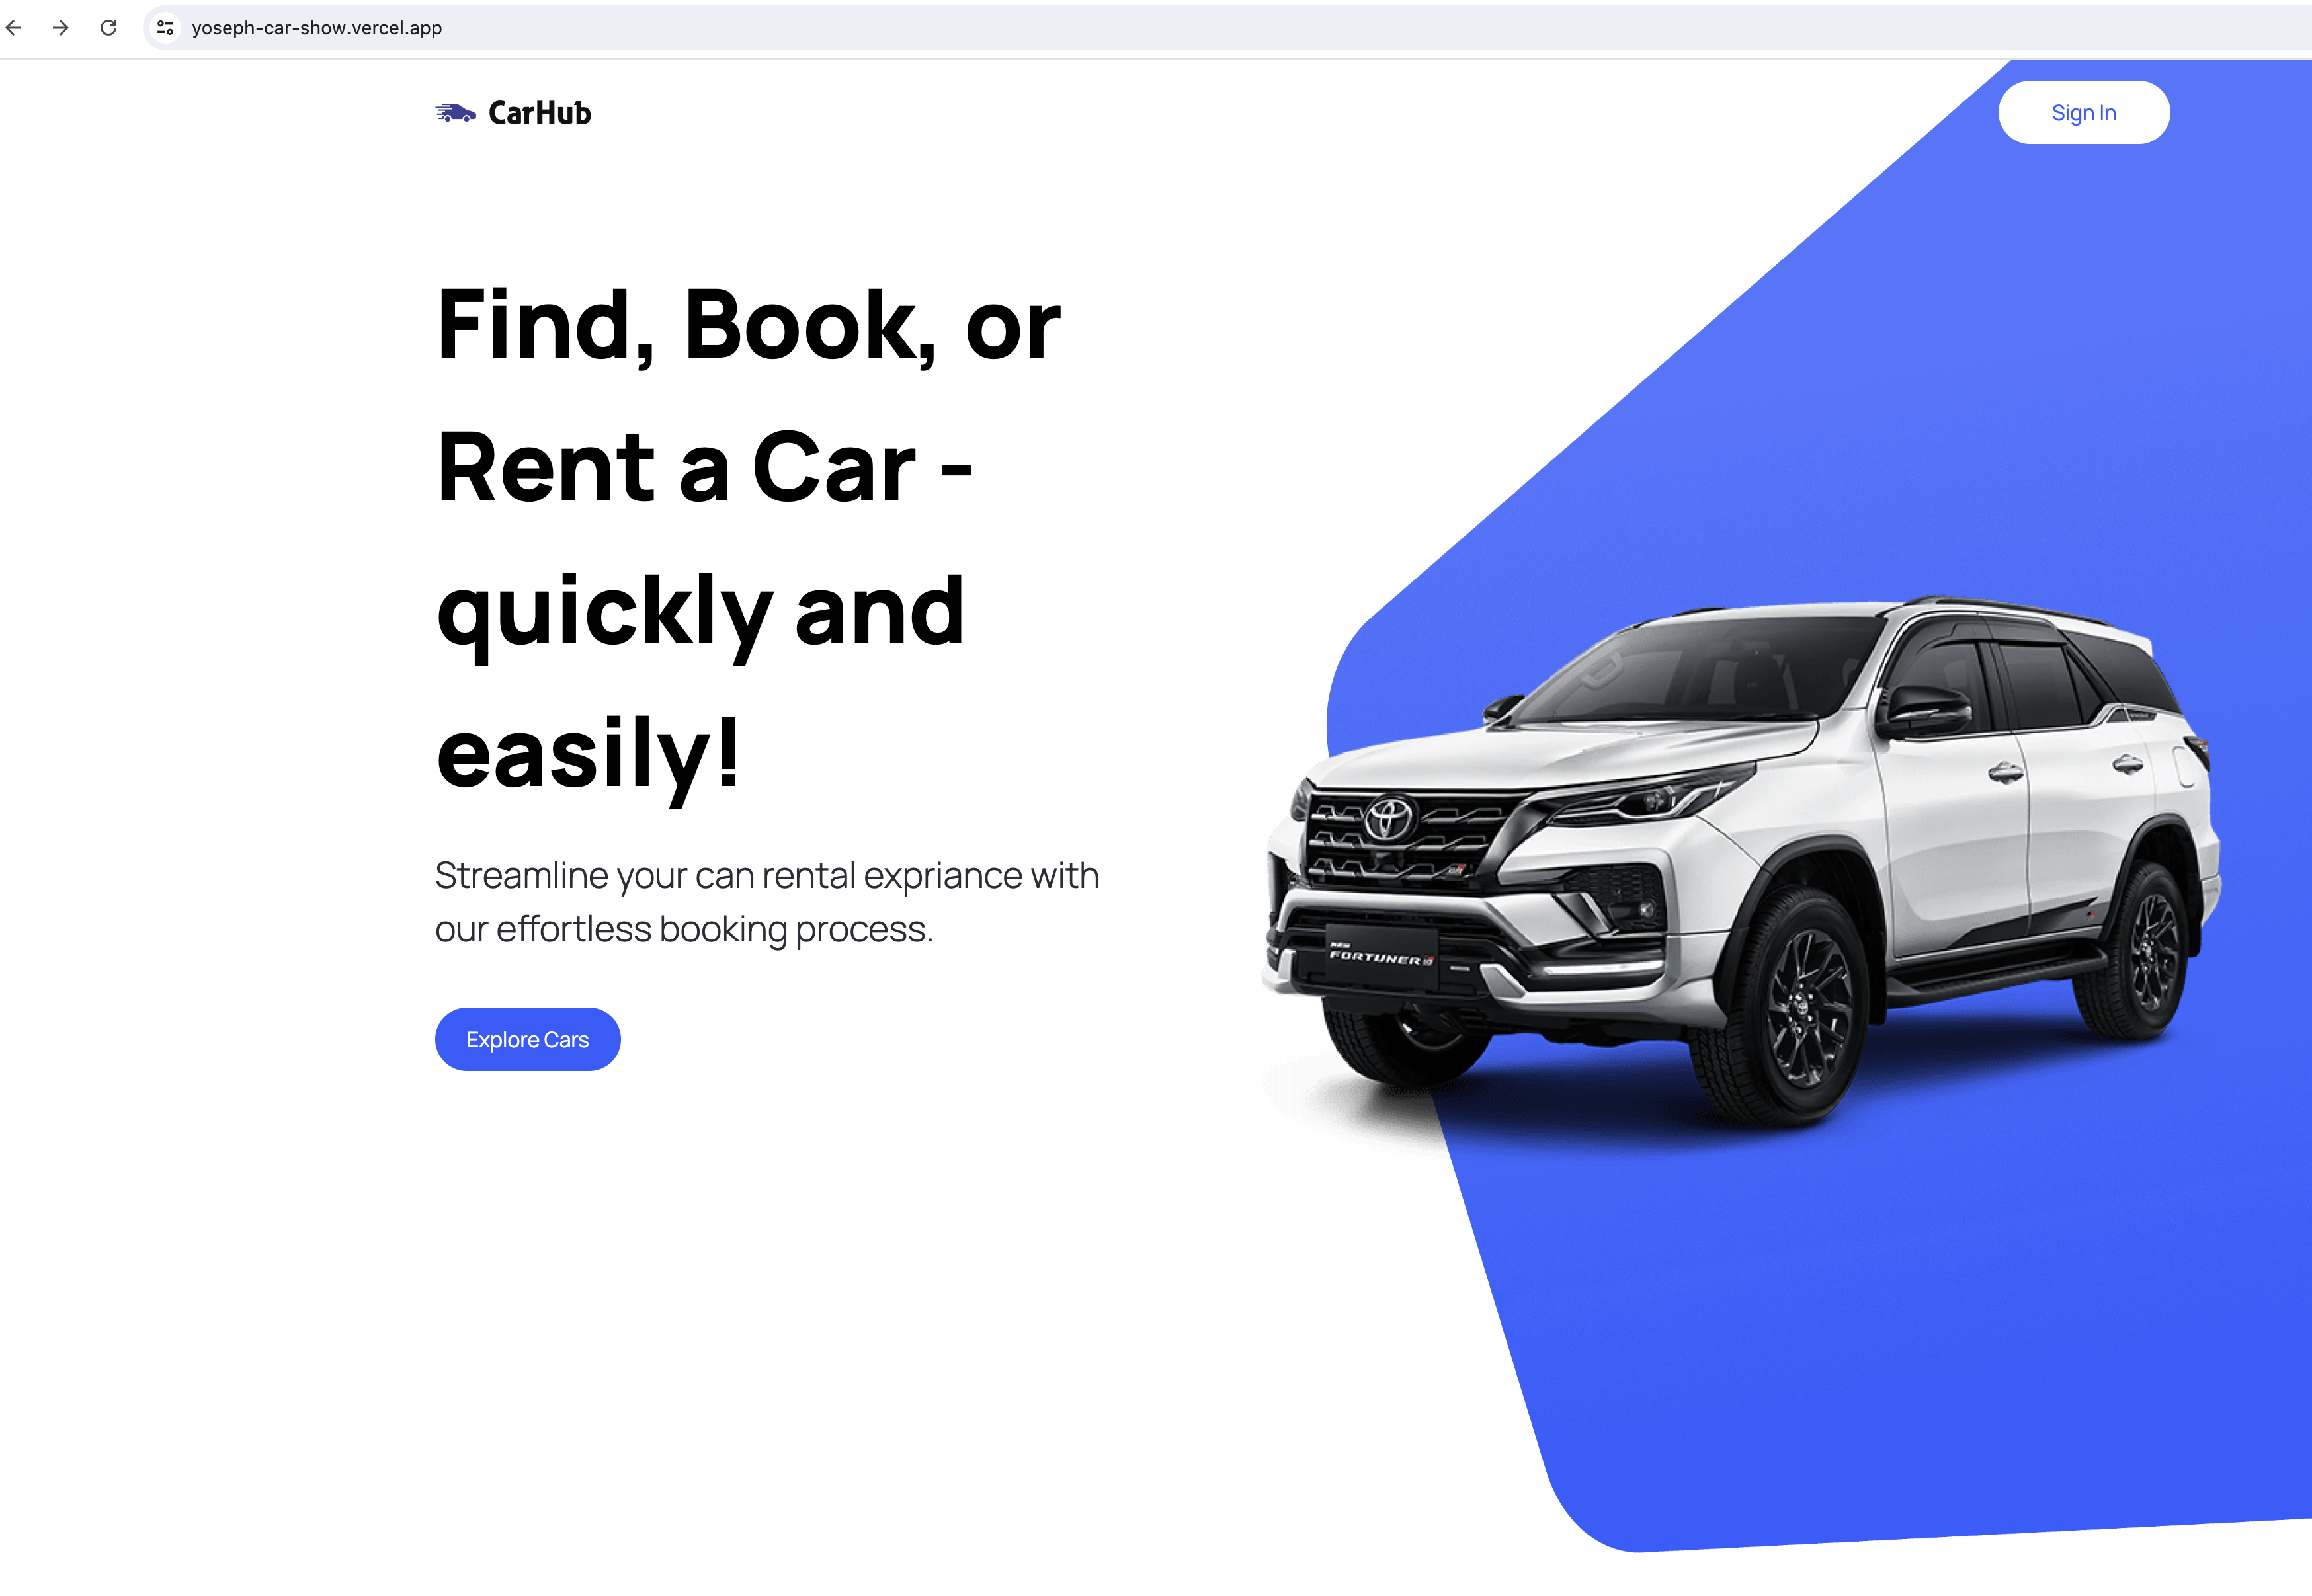 yoseph-car-show.vercel.app
CarHub
Sign In
Find, Book, or
Rent a Car -
quickly and
easily!
Streamline your can rental expriance with
our effortless booking process.
Explore Cars
NEW
FORTUNER